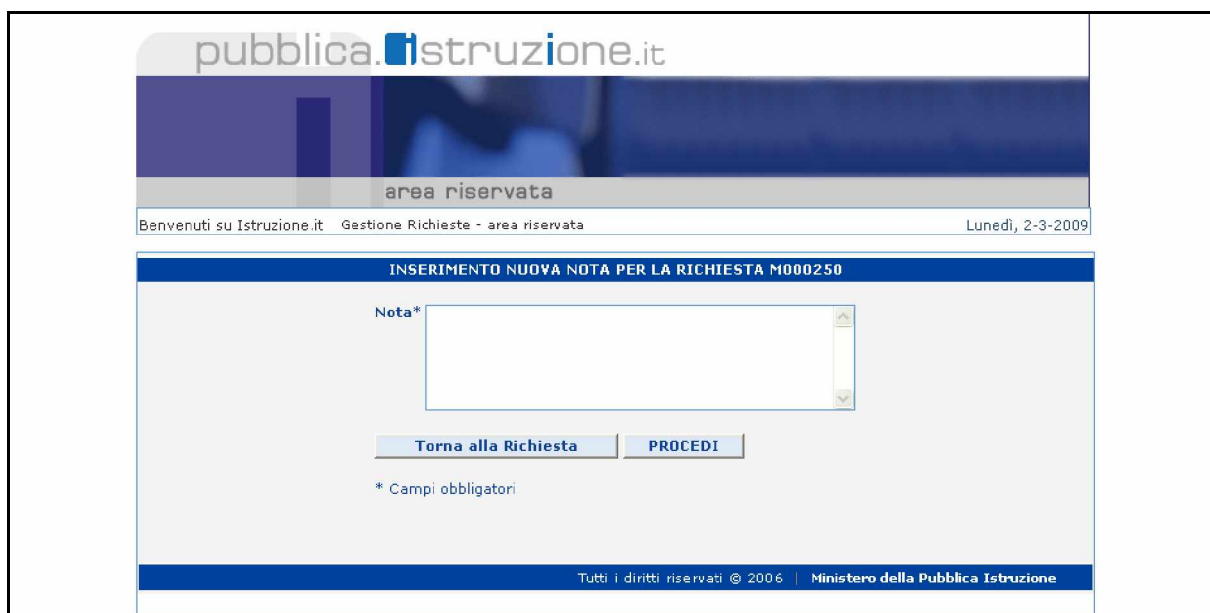 pubblica.istruzione.it
area riservata
Benvenuti su Istruzione.it Gestione Richieste - area riservata Lunedì, 2-3-2009
INSERIMENTO NUOVA NOTA PER LA RICHIESTA M000250
Nota*
Torna alla Richiesta PROCEDI
* Campi obbligatori
Tutti i diritti riservati © 2006 | Ministero della Pubblica Istruzione